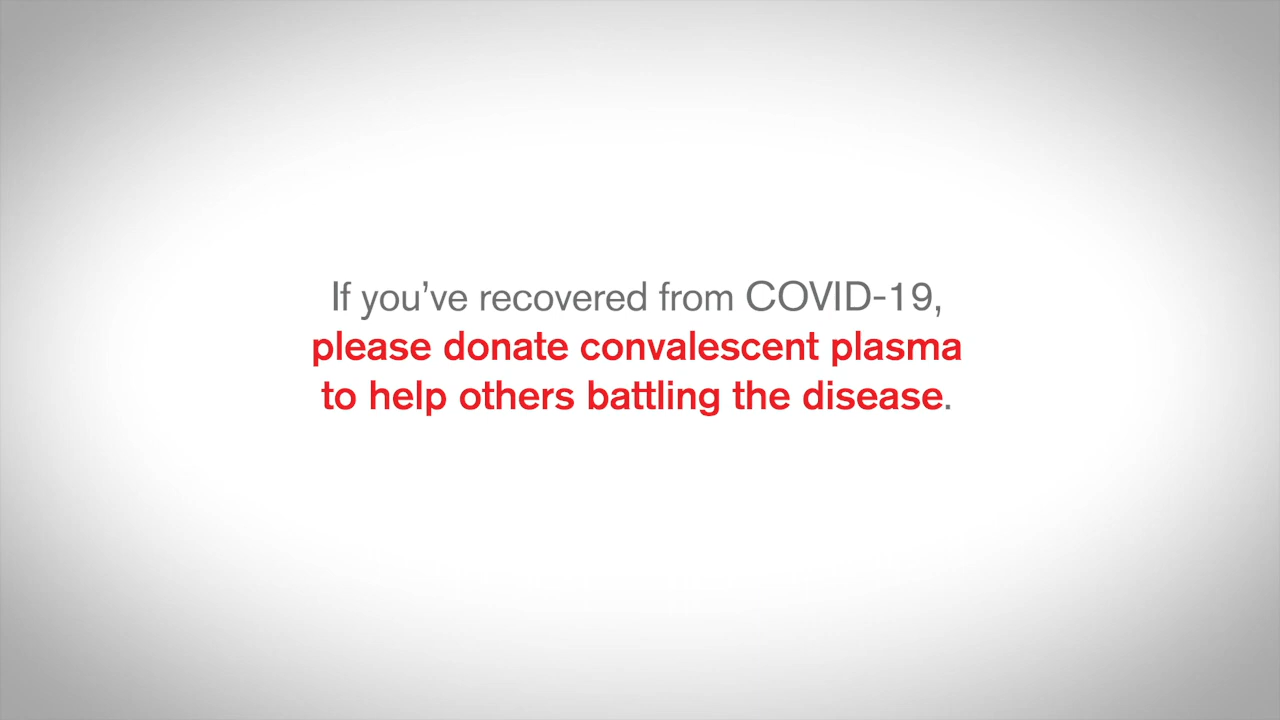 If you’ve recovered from COVID-19,
please donate convalescent plasma
to help others battling the disease.